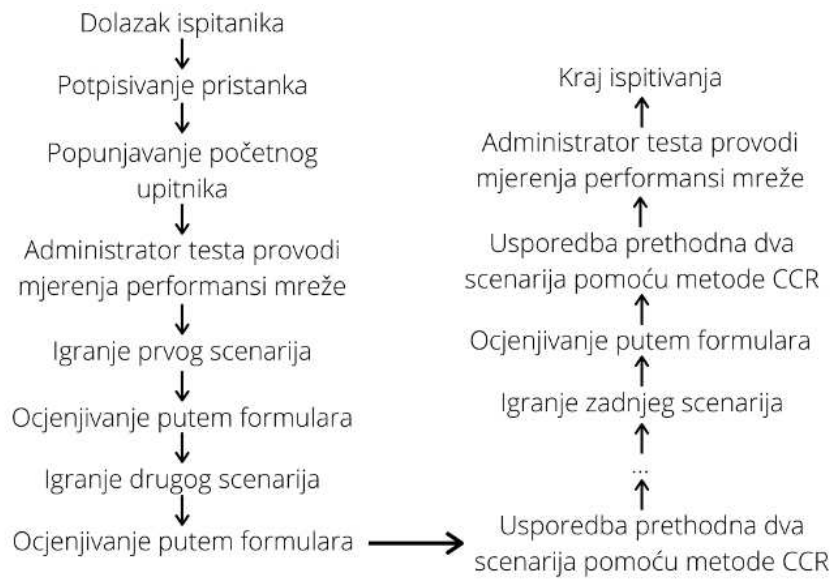 Dolazak ispitanika
Potpisivanje pristanka
Popunjavanje početnog
upitnika
Administrator testa provodi
mjerenja performansi mreže
Igranje prvog scenarija
Ocjenjivanje putem formulara
Igranje drugog scenarija
Ocjenjivanje putem formulara
Usporedba prethodna dva
scenarija pomoću metode CCR
...
Igranje zadnjeg scenarija
Ocjenjivanje putem formulara
Usporedba prethodna dva
scenarija pomoću metode CCR
Administrator testa provodi
mjerenja performansi mreže
Kraj ispitivanja